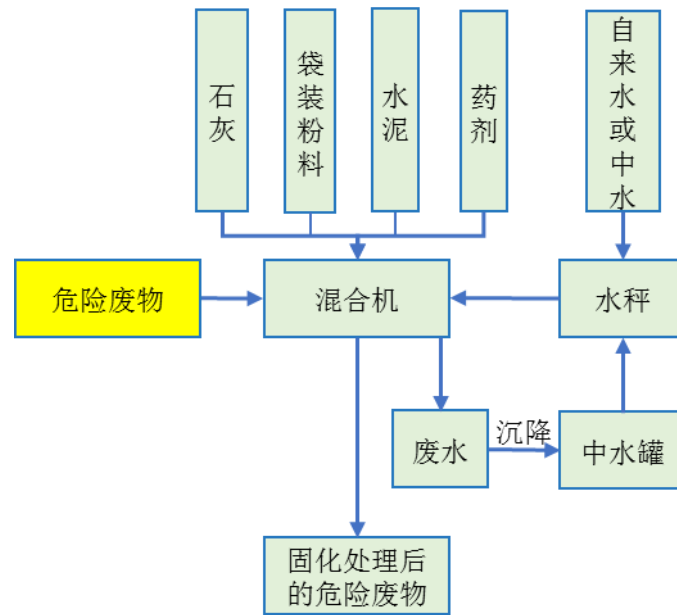 石灰
袋装粉料
水泥
药剂
自来水或中水
危险废物
混合机
水秤
废水
沉降
中水罐
固化处理后
的危险废物